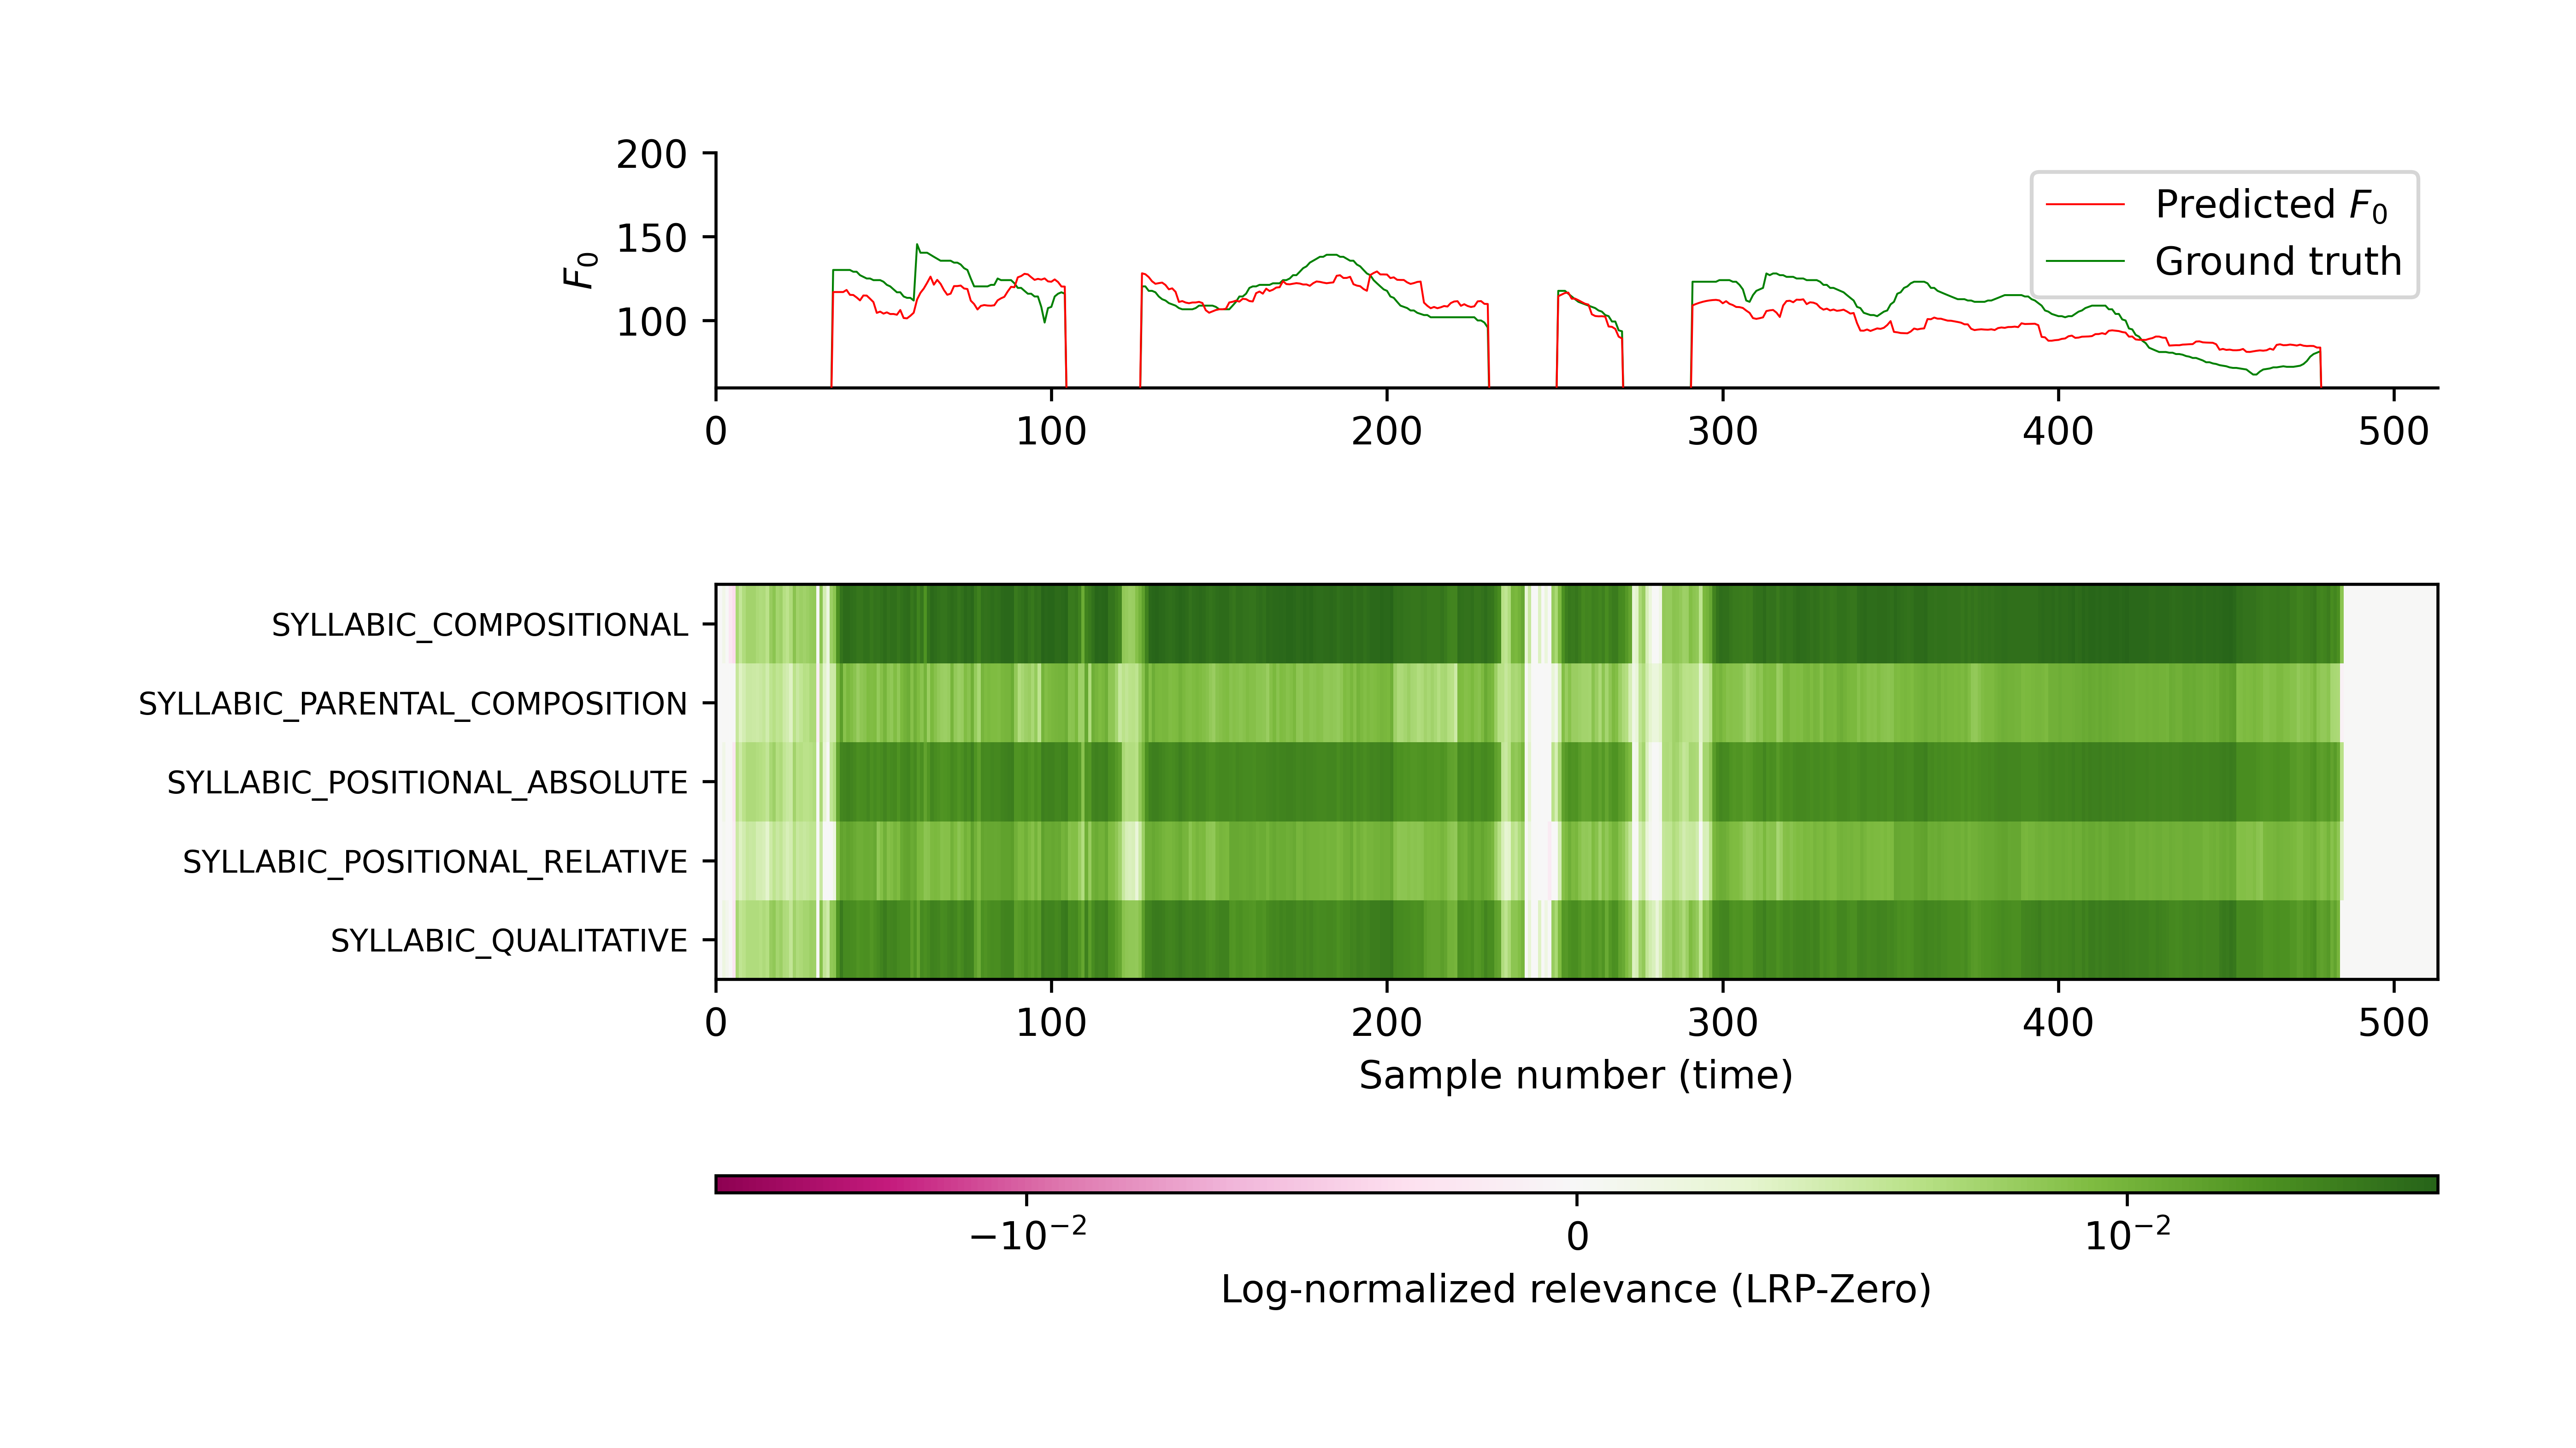 200
150
100
F₀
Predicted F₀
Ground truth
0 100 200 300 400 500
SYLLABIC_COMPOSITIONAL
SYLLABIC_PARENTAL_COMPOSITION
SYLLABIC_POSITIONAL_ABSOLUTE
SYLLABIC_POSITIONAL_RELATIVE
SYLLABIC_QUALITATIVE
0 100 200 300 400 500
Sample number (time)
−10⁻² 0 10⁻²
Log-normalized relevance (LRP-Zero)